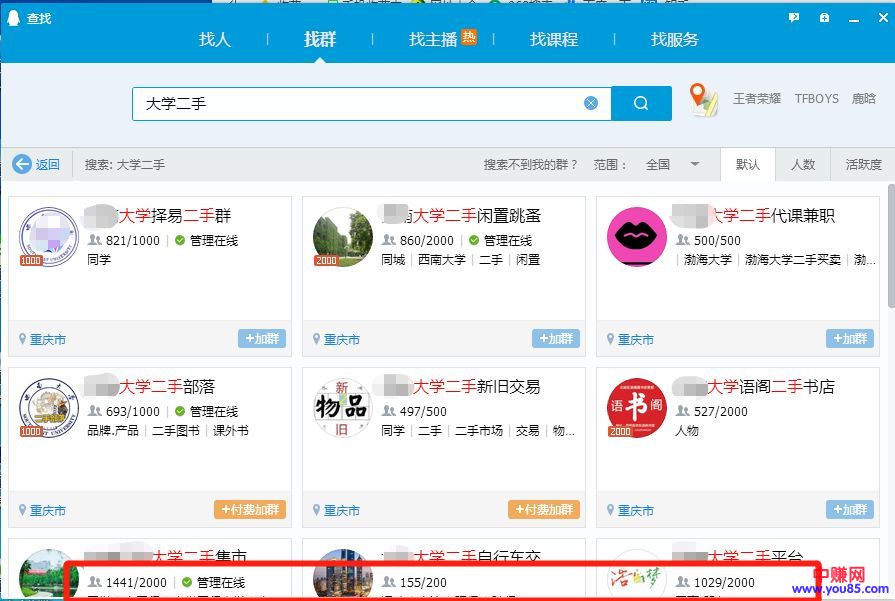 查找
找人 找群 找主播 热 找课程 找服务
大学二手 王者荣耀 TFBOYS 鹿晗
返回 搜索: 大学二手 搜索不到我的群? 范围: 全国 默认 人数 活跃度
大学择易二手群
821/1000 管理在线
1000 同学
重庆市 +加群
南大学二手闲置跳蚤
860/2000 管理在线
2000 同城 西南大学 二手 闲置
重庆市 +加群
大学二手代课兼职
500/500
渤海大学 渤海大学二手买卖 渤...
重庆市 +加群
大学二手部落
693/1000 管理在线
1000 品牌.产品 二手图书 课外书
重庆市 +付费加群
新 物品 旧
大学二手新旧交易
497/500
同学 二手 二手市场 交易 物...
重庆市 +付费加群
语书阁
大学语阁二手书店
527/2000
2000 人物
重庆市 +加群
大学二手集市
1441/2000 管理在线
大学二手自行车交
155/200
大学二手平台
1029/2000
中赚网
www.you85.com